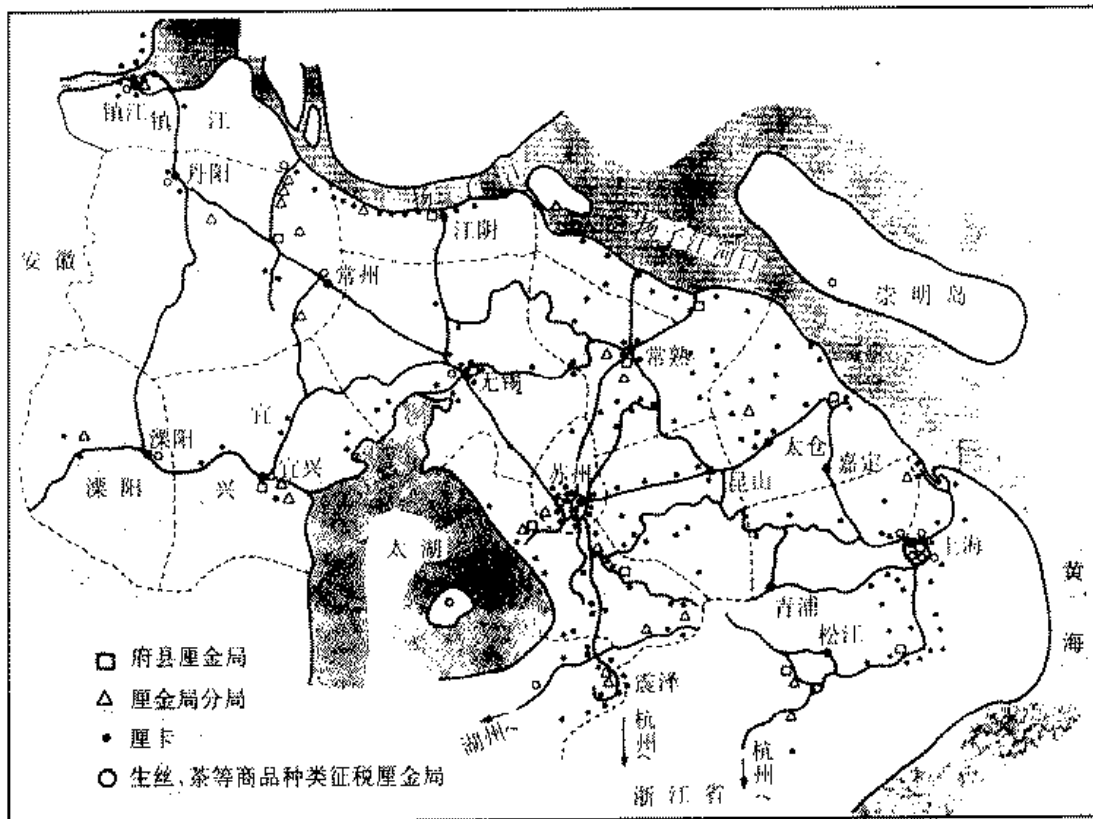 镇江
镇江
丹阳
安徽
常州
江阴
扬子江河口
崇明岛
常熟
无锡
宜兴
溧阳
宜兴
溧阳
苏州
昆山
太仓
嘉定
上海
太湖
青浦
松江
黄海
震泽
湖州へ
杭州へ
杭州へ
浙江省
府县厘金局
厘金局分局
厘卡
生丝、茶等商品种类征税厘金局